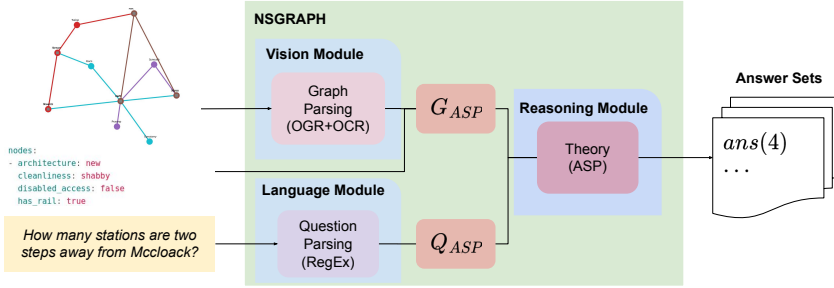 NSGRAPH
Vision Module
Graph
Parsing
(OGR+OCR)
G_ASP
Reasoning Module
Theory
(ASP)
Answer Sets
ans(4)
...
nodes:
- architecture: new
cleanliness: shabby
disabled_access: false
has_rail: true
Language Module
How many stations are two
steps away from Mccloack?
Question
Parsing
(RegEx)
Q_ASP